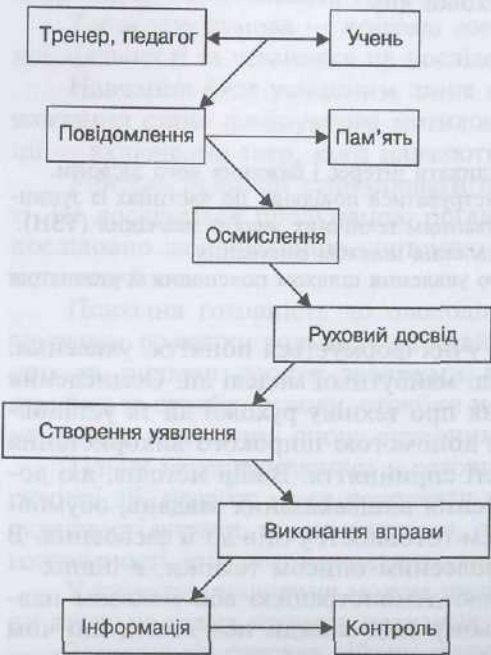 Тренер, педагог
Учень
Повідомлення
Пам'ять
Осмислення
Руховий досвід
Створення уявлення
Виконання вправи
Інформація
Контроль